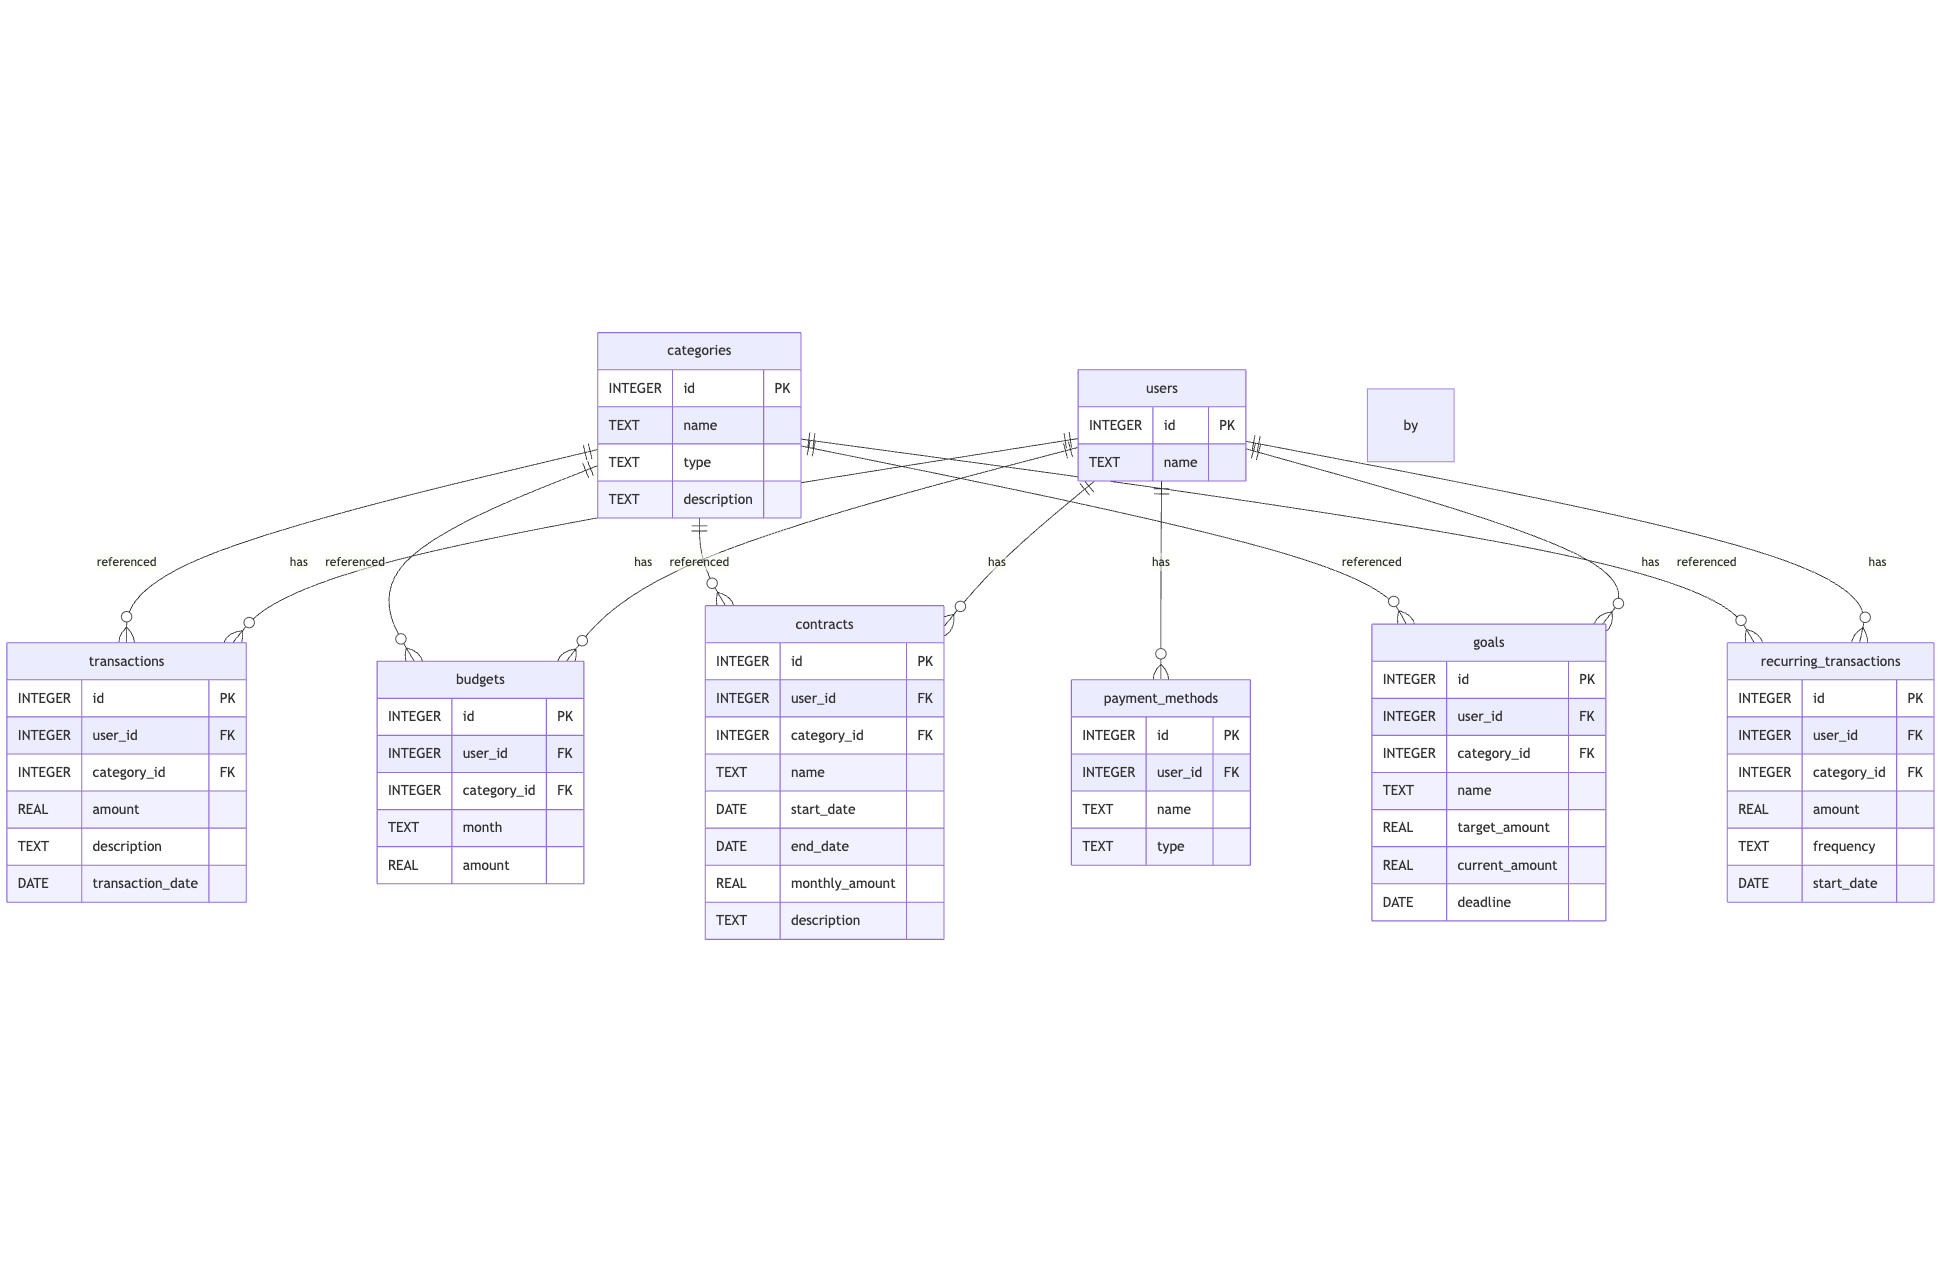 categories
INTEGER id PK
TEXT name
TEXT type
TEXT description
users
INTEGER id PK
TEXT name
by
referenced
has
referenced
has
referenced
has
has
referenced
has
referenced
has
transactions
INTEGER id PK
INTEGER user_id FK
INTEGER category_id FK
REAL amount
TEXT description
DATE transaction_date
budgets
INTEGER id PK
INTEGER user_id FK
INTEGER category_id FK
TEXT month
REAL amount
contracts
INTEGER id PK
INTEGER user_id FK
INTEGER category_id FK
TEXT name
DATE start_date
DATE end_date
REAL monthly_amount
TEXT description
payment_methods
INTEGER id PK
INTEGER user_id FK
TEXT name
TEXT type
goals
INTEGER id PK
INTEGER user_id FK
INTEGER category_id FK
TEXT name
REAL target_amount
REAL current_amount
DATE deadline
recurring_transactions
INTEGER id PK
INTEGER user_id FK
INTEGER category_id FK
REAL amount
TEXT frequency
DATE start_date